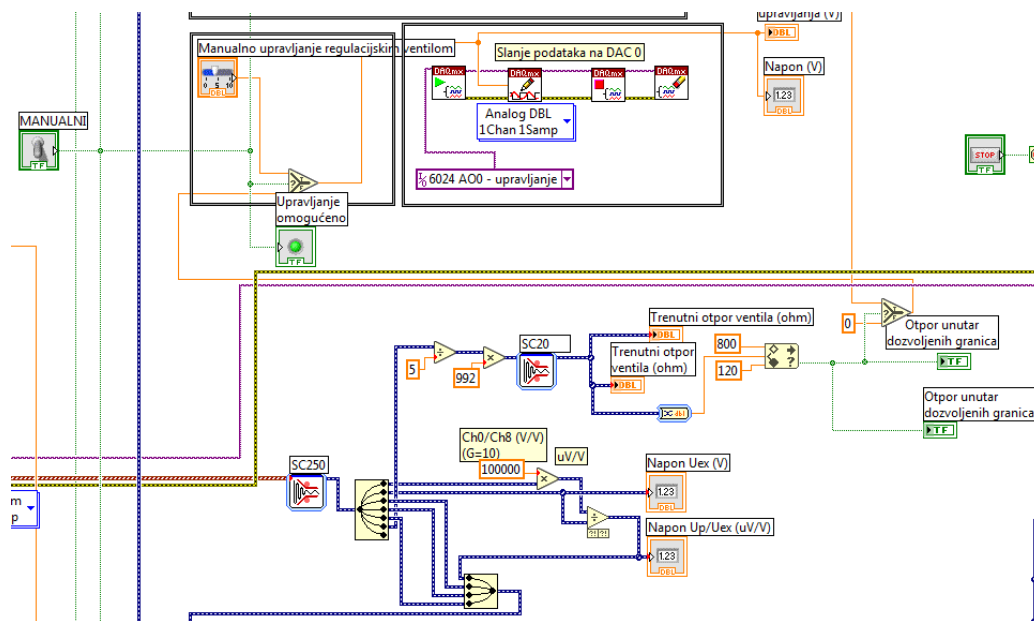 upravljanja (V)
DBL
Manualno upravljanje regulacijskim ventilom
0 5 10
DBL
Slanje podataka na DAC 0
DAQmx
DAQmx
DAQmx
DAQmx
Napon (V)
1.23
DBL
Analog DBL
1Chan 1Samp
MANUALNI
TF
STOP
TF
6024 AO0 - upravljanje
? T F
Upravljanje
omogućeno
TF
Trenutni otpor ventila (ohm)
DBL
Trenutni otpor
ventila (ohm)
DBL
SC20
5
992
800
120
?
dbl
0
? T F
Otpor unutar
dozvoljenih granica
TF
Otpor unutar
dozvoljenih granica
TF
Ch0/Ch8 (V/V)
(G=10)
100000
uV/V
SC250
Napon Uex (V)
1.23
DBL
Napon Up/Uex (uV/V)
1.23
DBL
?! ?!
m
p